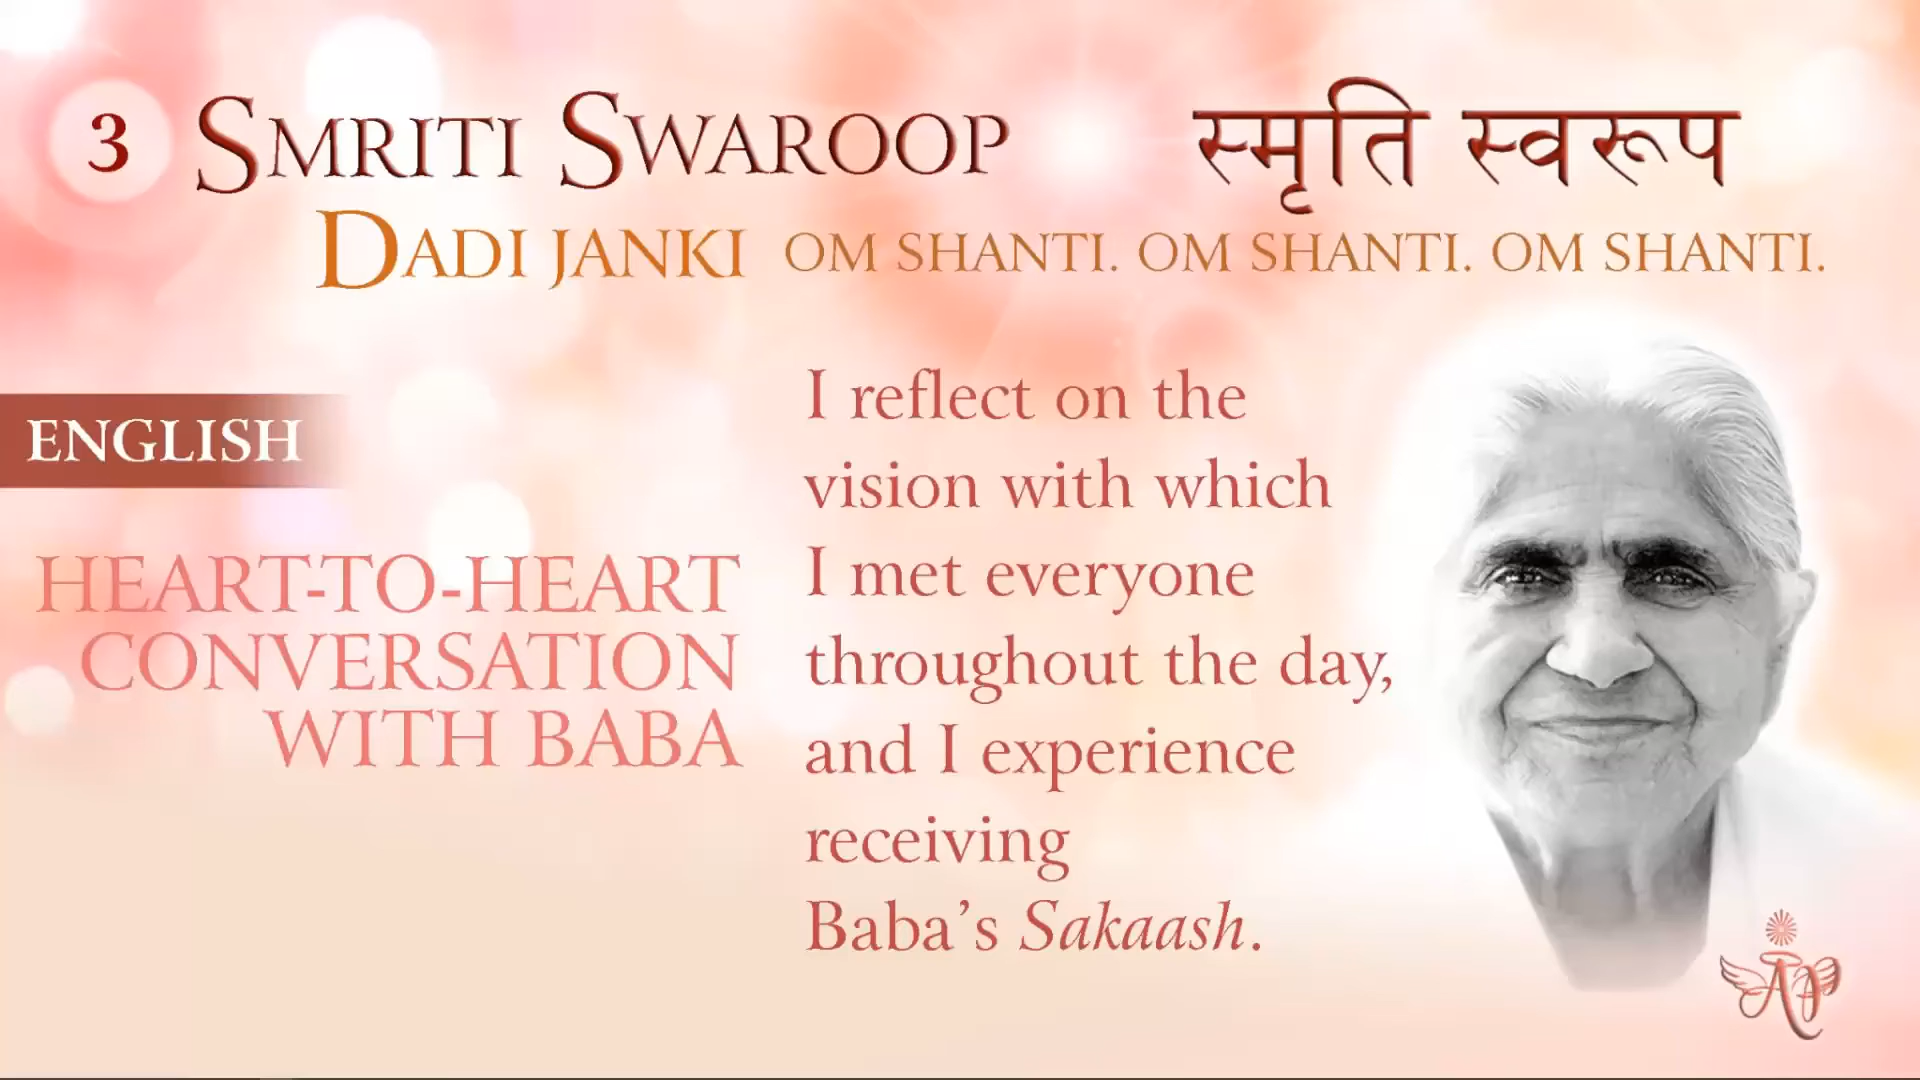 3 SMRITI SWAROOP स्मृति स्वरूप
DADI JANKI OM SHANTI. OM SHANTI. OM SHANTI.
ENGLISH
HEART-TO-HEART
CONVERSATION
WITH BABA
I reflect on the
vision with which
I met everyone
throughout the day,
and I experience
receiving
Baba’s Sakaash.